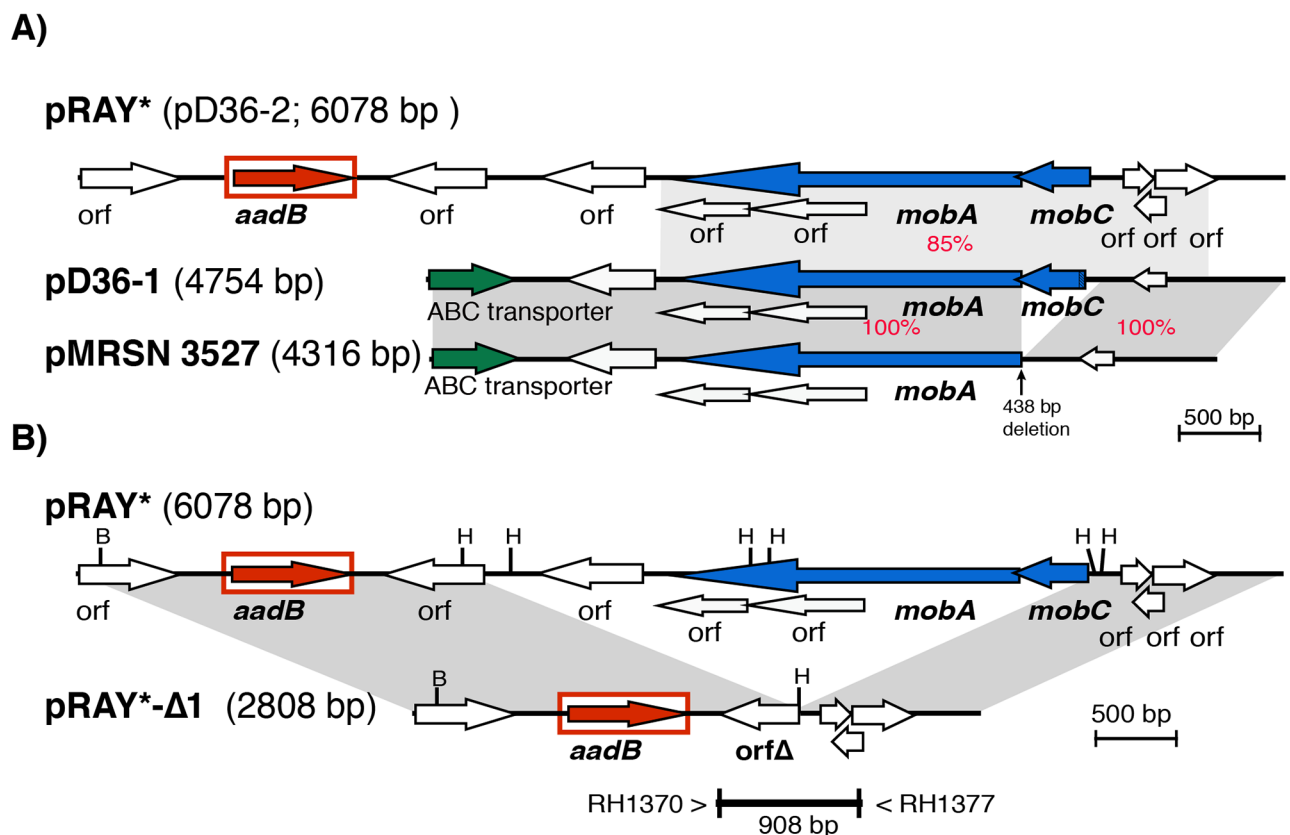 A)
pRAY* (pD36-2; 6078 bp )
orf aadB orf orf mobA mobC
orf orf orf orf orf
85%
pD36-1 (4754 bp)
ABC transporter mobA mobC
100% 100%
pMRSN 3527 (4316 bp)
ABC transporter mobA
438 bp
deletion
500 bp
B)
pRAY* (6078 bp)
B H H H H H H
orf aadB orf orf mobA mobC
orf orf orf orf orf
B H
pRAY*-Δ1 (2808 bp)
500 bp
aadB orfΔ
RH1370 > < RH1377
908 bp